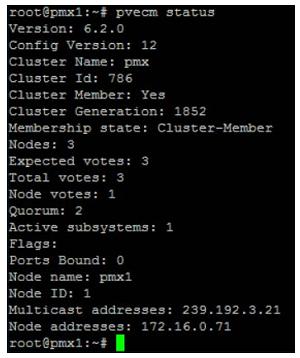 root@pmx1:~# pvecm status
Version: 6.2.0
Config Version: 12
Cluster Name: pmx
Cluster Id: 786
Cluster Member: Yes
Cluster Generation: 1852
Membership state: Cluster-Member
Nodes: 3
Expected votes: 3
Total votes: 3
Node votes: 1
Quorum: 2
Active subsystems: 1
Flags:
Ports Bound: 0
Node name: pmx1
Node ID: 1
Multicast addresses: 239.192.3.21
Node addresses: 172.16.0.71
root@pmx1:~#